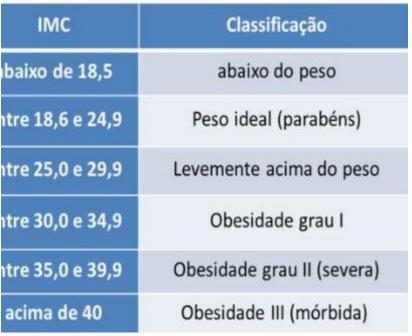 IMC Classificação
baixo de 18,5 abaixo do peso
ntre 18,6 e 24,9 Peso ideal (parabéns)
ntre 25,0 e 29,9 Levemente acima do peso
ntre 30,0 e 34,9 Obesidade grau I
ntre 35,0 e 39,9 Obesidade grau II (severa)
acima de 40 Obesidade III (mórbida)